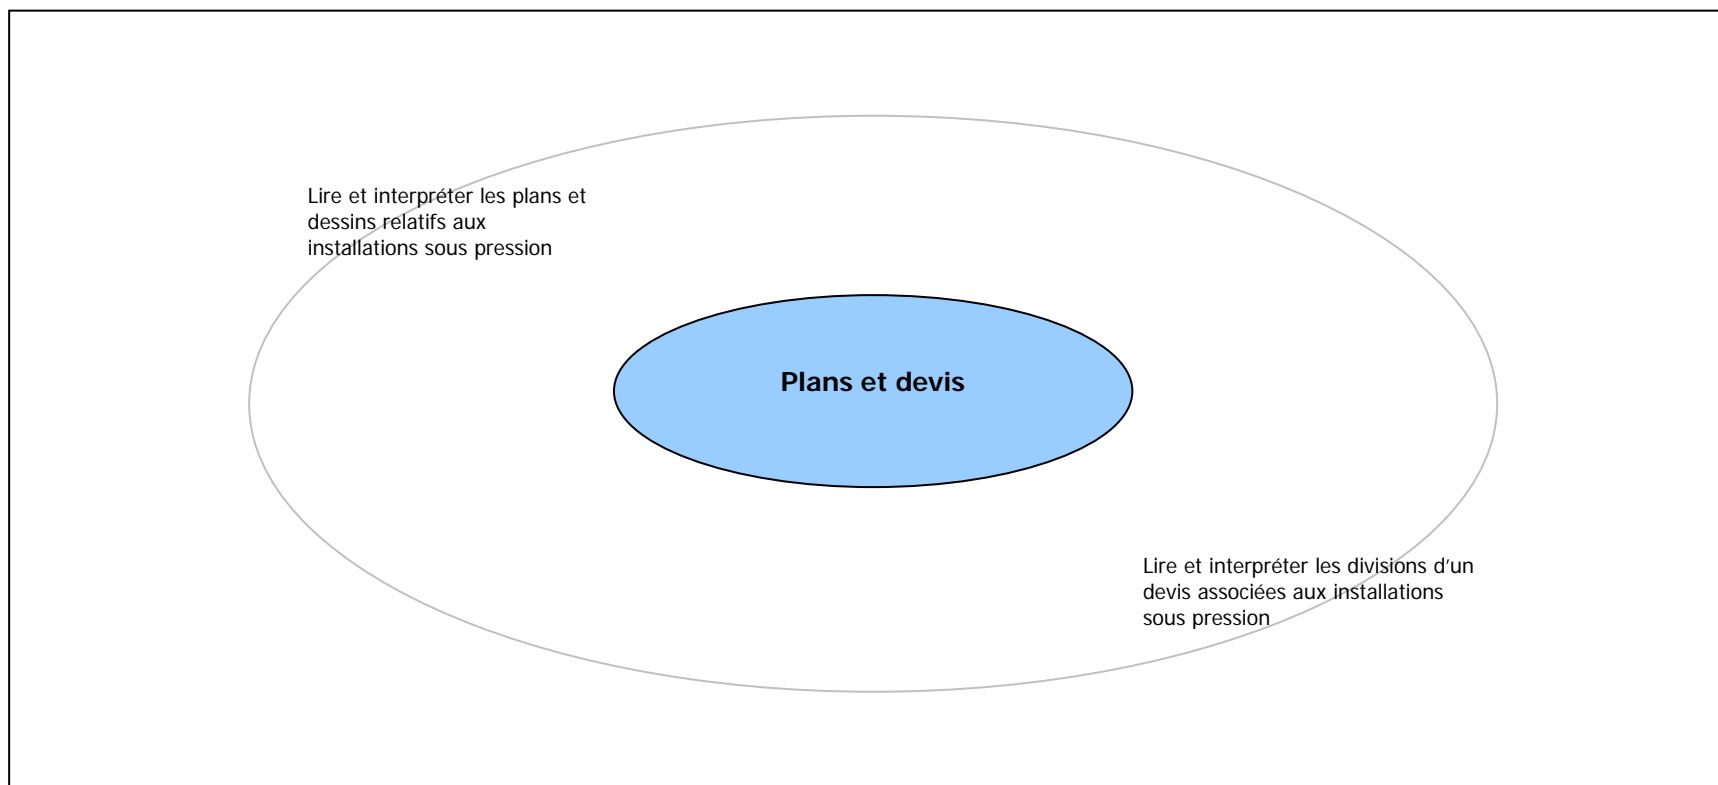 Lire et interpréter les plans et
dessins relatifs aux
installations sous pression
Plans et devis
Lire et interpréter les divisions d’un
devis associées aux installations
sous pression